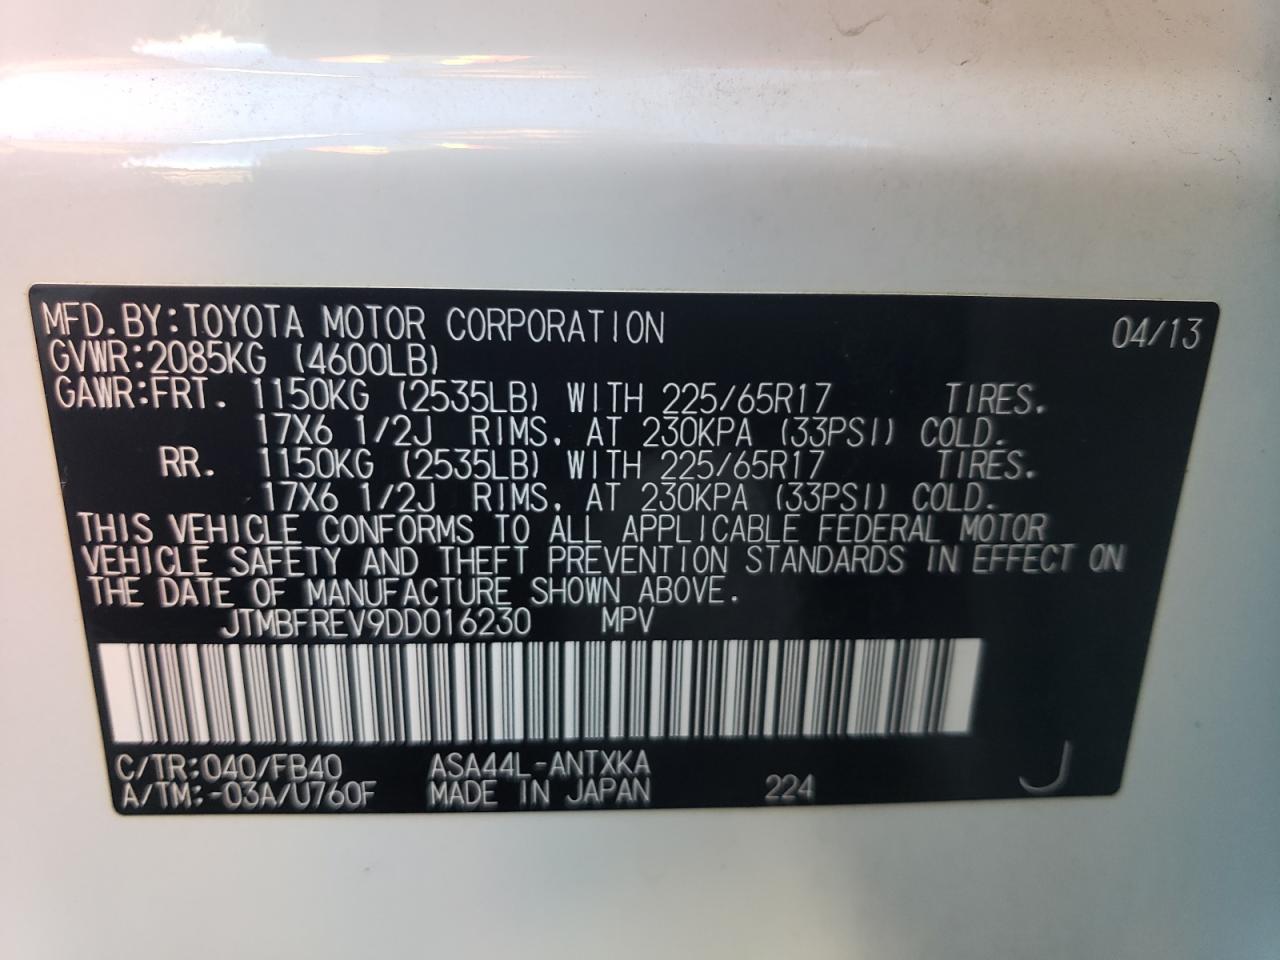 MFD.BY:TOYOTA MOTOR CORPORATION 04/13
GVWR:2085KG (4600LB)
GAWR:FRT. 1150KG (2535LB) WITH 225/65R17 TIRES.
17X6 1/2J RIMS, AT 230KPA (33PSI) COLD.
RR. 1150KG (2535LB) WITH 225/65R17 TIRES.
17X6 1/2J RIMS, AT 230KPA (33PSI) COLD.
THIS VEHICLE CONFORMS TO ALL APPLICABLE FEDERAL MOTOR
VEHICLE SAFETY AND THEFT PREVENTION STANDARDS IN EFFECT ON
THE DATE OF MANUFACTURE SHOWN ABOVE.
JTMBFREV9DD016230 MPV
C/TR:040/FB40 ASA44L-ANTXKA
A/TM:-03A/U760F MADE IN JAPAN 224 J